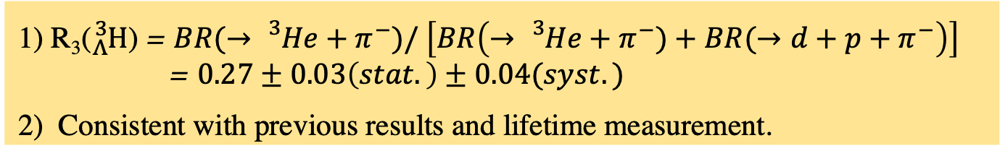 1) R₃(³ΛH) = BR(→ ³He + π⁻)/ [BR(→ ³He + π⁻) + BR(→ d + p + π⁻)]
= 0.27 ± 0.03(stat.) ± 0.04(syst.)
2) Consistent with previous results and lifetime measurement.